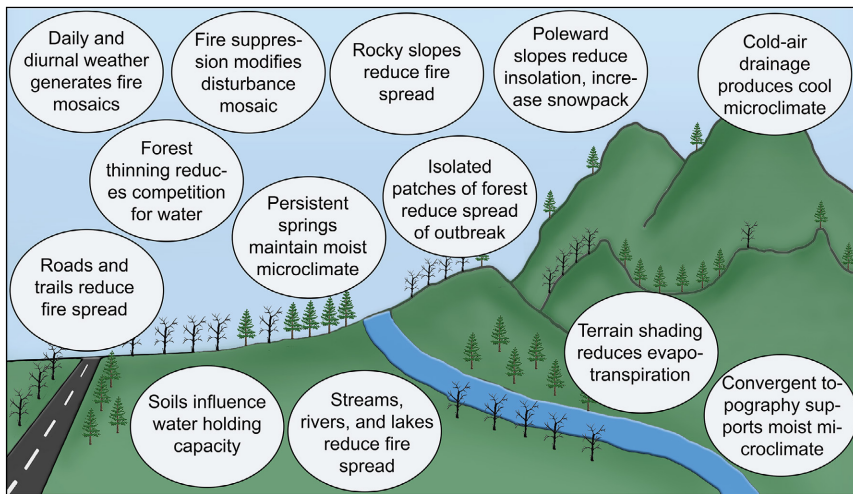 Daily and
diurnal weather
generates fire
mosaics
Fire suppres-
sion modifies
disturbance
mosaic
Rocky slopes
reduce fire
spread
Poleward
slopes reduce
insolation, incre-
ase snowpack
Cold-air
drainage
produces cool
microclimate
Forest
thinning reduc-
es competition
for water
Persistent
springs
maintain moist
microclimate
Isolated
patches of forest
reduce spread
of outbreak
Roads and
trails reduce
fire spread
Terrain shading
reduces evapo-
transpiration
Soils influence
water holding
capacity
Streams,
rivers, and lakes
reduce fire
spread
Convergent to-
pography sup-
ports moist mi-
croclimate